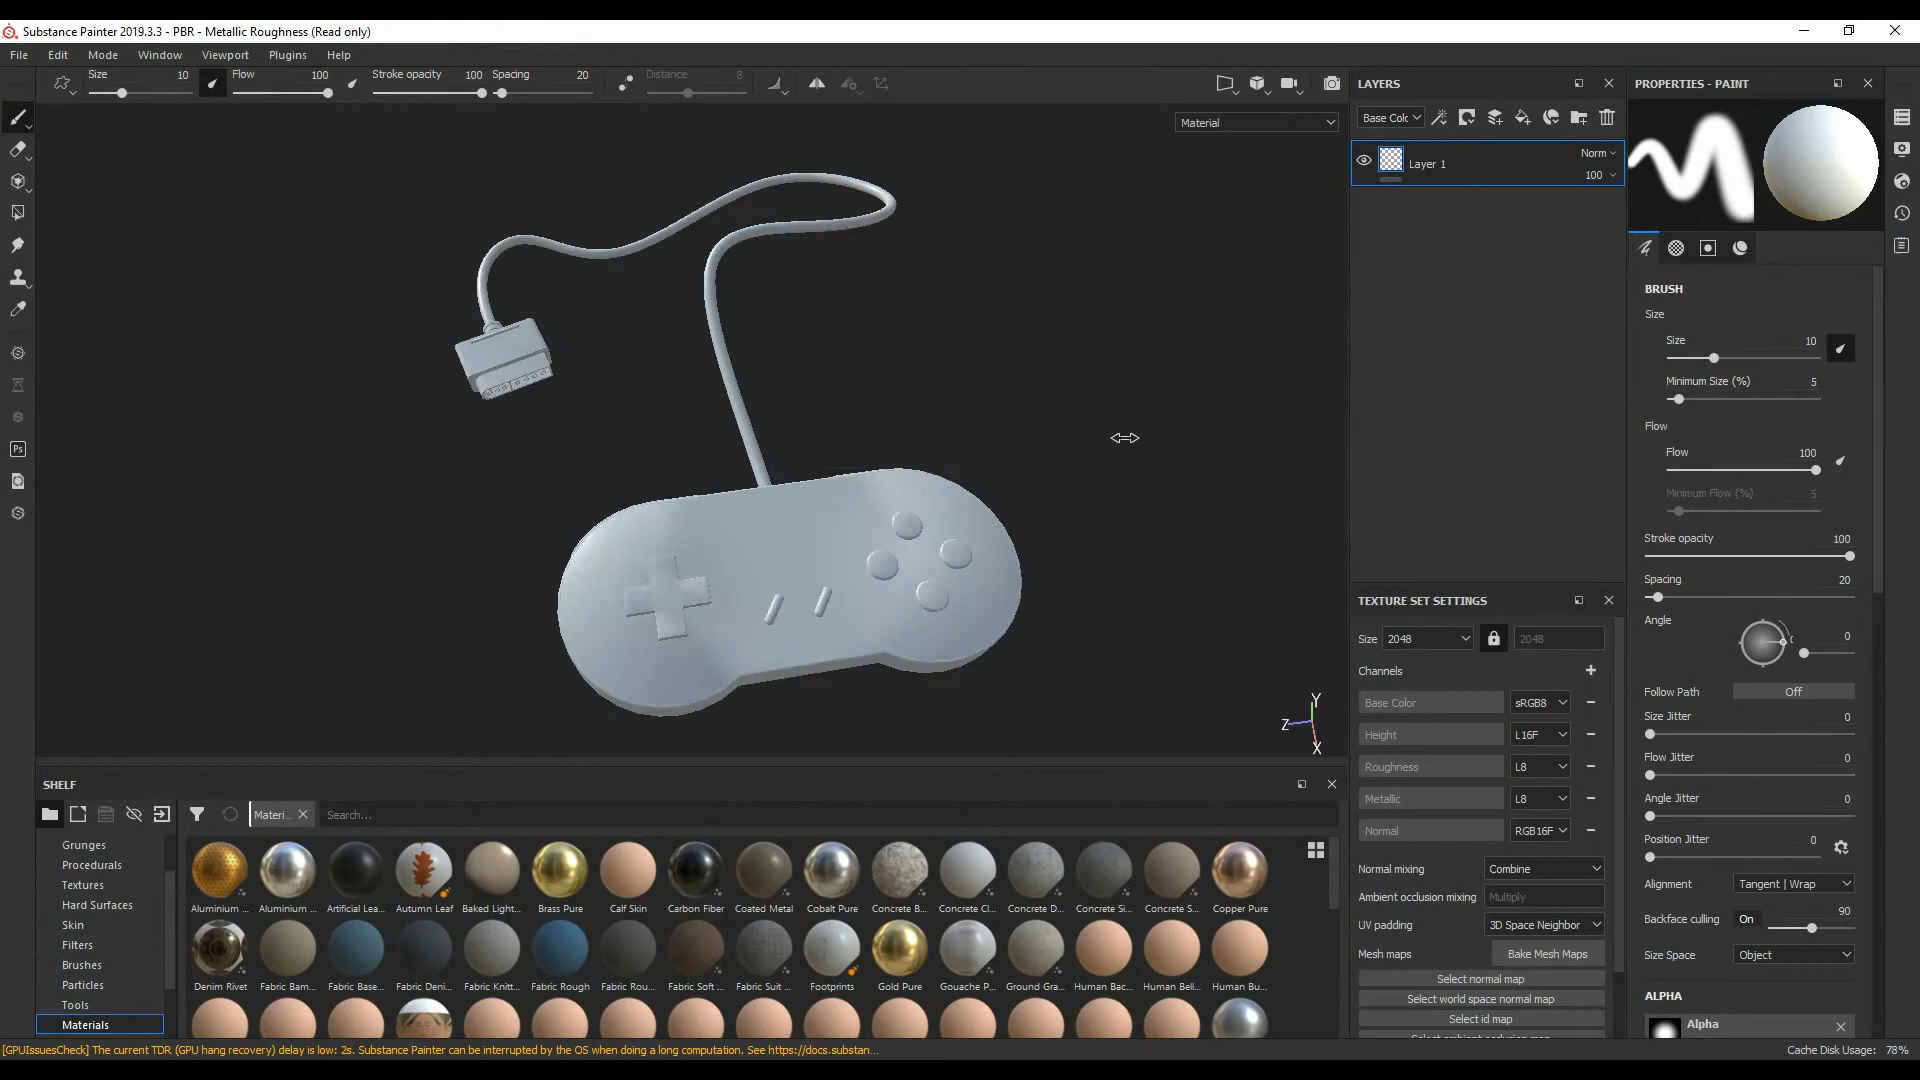 Substance Painter 2019.3.3 - PBR - Metallic Roughness (Read only)
File Edit Mode Window Viewport Plugins Help
Size 10 Flow 100 Stroke opacity 100 Spacing 20 Distance 8
Material
Y
Z
X
SHELF
Materi.. Search...
Grunges
Procedurals
Textures
Hard Surfaces
Skin
Filters
Brushes
Particles
Tools
Materials
Aluminium ... Aluminium ... Artificial Lea... Autumn Leaf Baked Light... Brass Pure Calf Skin Carbon Fiber Coated Metal Cobalt Pure Concrete B... Concrete Cl... Concrete D... Concrete Si... Concrete S... Copper Pure
Denim Rivet Fabric Bam... Fabric Base... Fabric Deni... Fabric Knitt... Fabric Rough Fabric Rou... Fabric Soft ... Fabric Suit ... Footprints Gold Pure Gouache P... Ground Gra... Human Bac... Human Bell... Human Bu...
LAYERS
Base Colc
Layer 1 Norm
100
TEXTURE SET SETTINGS
Size 2048 2048
Channels
Base Color sRGB8
Height L16F
Roughness L8
Metallic L8
Normal RGB16F
Normal mixing Combine
Ambient occlusion mixing Multiply
UV padding 3D Space Neighbor
Mesh maps Bake Mesh Maps
Select normal map
Select world space normal map
Select id map
PROPERTIES - PAINT
BRUSH
Size
Size 10
Minimum Size (%) 5
Flow
Flow 100
Minimum Flow (%) 5
Stroke opacity 100
Spacing 20
Angle
0
Follow Path Off
Size Jitter 0
Flow Jitter 0
Angle Jitter 0
Position Jitter 0
Alignment Tangent | Wrap
Backface culling On 90
Size Space Object
ALPHA
Alpha
Ps
[GPUIssuesCheck] The current TDR (GPU hang recovery) delay is low: 2s. Substance Painter can be interrupted by the OS when doing a long computation. See https://docs.substan...
Cache Disk Usage: 78%